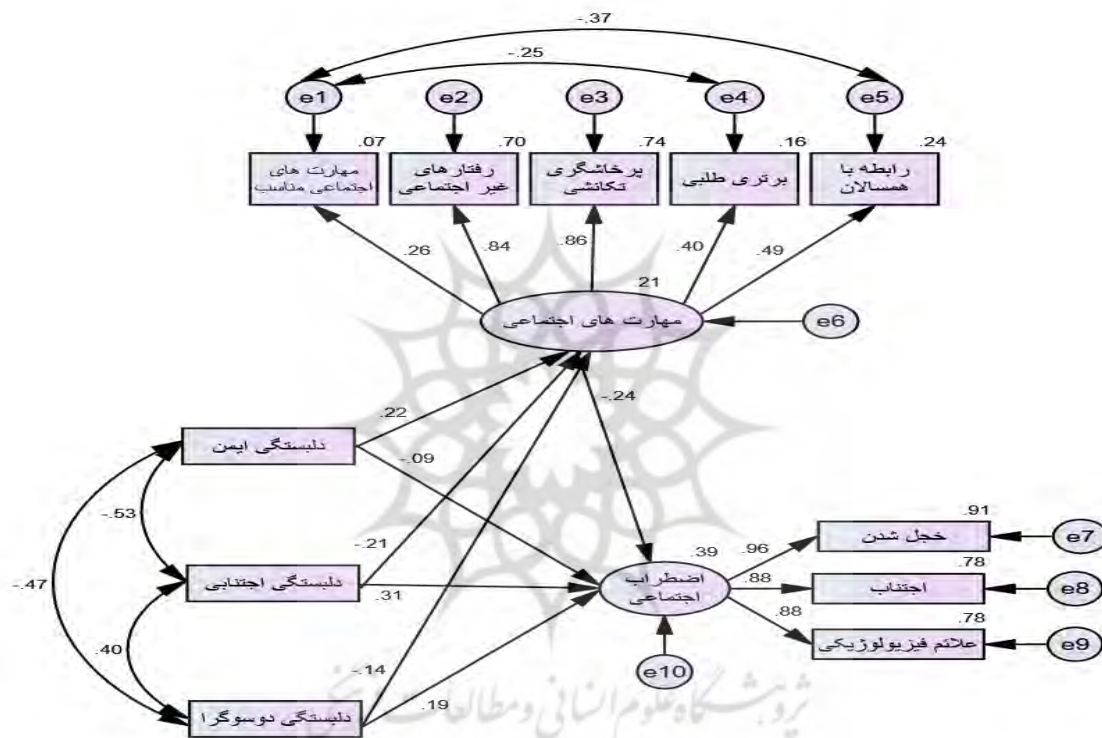 -.37
-.25
e1 e2 e3 e4 e5
.07 .70 .74 .16 .24
مهارت های
اجتماعی مناسب
رفتارهای
غیر اجتماعی
پرخاشگری
تکانشی
برتری طلبی
رابطه با
همسالان
.26 .84 .86 .40 .49
.21
مهارت های اجتماعی
e6
-.24
.22
دلبستگی ایمن
-.09
-.53
-.47
-.21
دلبستگی اجتنابی
.31
.40
-.14
دلبستگی دوسوگرا
.19
.39
اضطراب
اجتماعی
e10
.96
.88
.88
.91
خجل شدن
e7
.78
اجتناب
e8
.78
علائم فیزیولوژیکی
e9
پژوهشگاه علوم انسانی و مطالعات فرهنگی